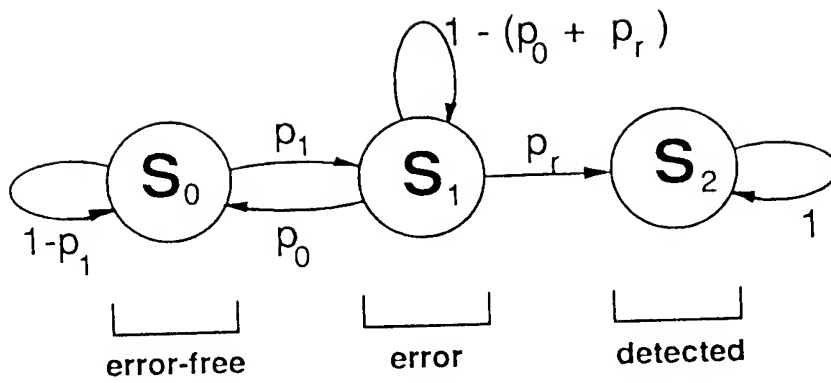 1 - (p0 + pr)
p1
pr
S0
S1
S2
1-p1
p0
1
error-free
error
detected